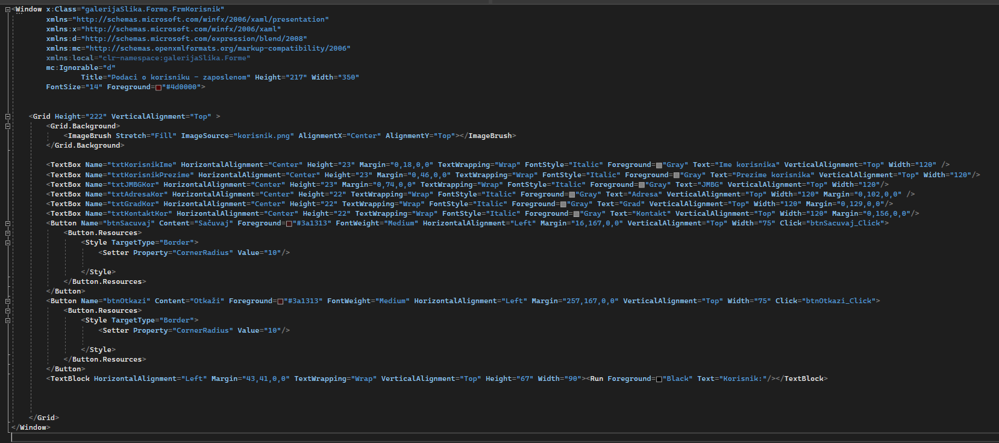 <Window x:Class="galerijaSlika.Forme.FrmKorisnik"
xmlns="http://schemas.microsoft.com/winfx/2006/xaml/presentation"
xmlns:x="http://schemas.microsoft.com/winfx/2006/xaml"
xmlns:d="http://schemas.microsoft.com/expression/blend/2008"
xmlns:mc="http://schemas.openxmlformats.org/markup-compatibility/2006"
xmlns:local="clr-namespace:galerijaSlika.Forme"
mc:Ignorable="d"
Title="Podaci o korisniku - zaposlenom" Height="217" Width="350"
FontSize="14" Foreground="#4d0000">
<Grid Height="222" VerticalAlignment="Top" >
<Grid.Background>
<ImageBrush Stretch="Fill" ImageSource="korisnik.png" AlignmentX="Center" AlignmentY="Top"></ImageBrush>
</Grid.Background>
<TextBox Name="txtKorisnikIme" HorizontalAlignment="Center" Height="23" Margin="0,18,0,0" TextWrapping="Wrap" FontStyle="Italic" Foreground="Gray" Text="Ime korisnika" VerticalAlignment="Top" Width="120" />
<TextBox Name="txtKorisnikPrezime" HorizontalAlignment="Center" Height="23" Margin="0,46,0,0" TextWrapping="Wrap" FontStyle="Italic" Foreground="Gray" Text="Prezime korisnika" VerticalAlignment="Top" Width="120"/>
<TextBox Name="txtJMBGKor" HorizontalAlignment="Center" Height="23" Margin="0,74,0,0" TextWrapping="Wrap" FontStyle="Italic" Foreground="Gray" Text="JMBG" VerticalAlignment="Top" Width="120"/>
<TextBox Name="txtAdresaKor" HorizontalAlignment="Center" Height="22" TextWrapping="Wrap" FontStyle="Italic" Foreground="Gray" Text="Adresa" VerticalAlignment="Top" Width="120" Margin="0,102,0,0" />
<TextBox Name="txtGradKor" HorizontalAlignment="Center" Height="22" TextWrapping="Wrap" FontStyle="Italic" Foreground="Gray" Text="Grad" VerticalAlignment="Top" Width="120" Margin="0,129,0,0"/>
<TextBox Name="txtKontaktKor" HorizontalAlignment="Center" Height="22" TextWrapping="Wrap" FontStyle="Italic" Foreground="Gray" Text="Kontakt" VerticalAlignment="Top" Width="120" Margin="0,156,0,0"/>
<Button Name="btnSacuvaj" Content="Sačuvaj" Foreground="#3a1313" FontWeight="Medium" HorizontalAlignment="Left" Margin="16,167,0,0" VerticalAlignment="Top" Width="75" Click="btnSacuvaj_Click">
<Button.Resources>
<Style TargetType="Border">
<Setter Property="CornerRadius" Value="10"/>
</Style>
</Button.Resources>
</Button>
<Button Name="btnOtkazi" Content="Otkaži" Foreground="#3a1313" FontWeight="Medium" HorizontalAlignment="Left" Margin="257,167,0,0" VerticalAlignment="Top" Width="75" Click="btnOtkazi_Click">
<Button.Resources>
<Style TargetType="Border">
<Setter Property="CornerRadius" Value="10"/>
</Style>
</Button.Resources>
</Button>
<TextBlock HorizontalAlignment="Left" Margin="43,41,0,0" TextWrapping="Wrap" VerticalAlignment="Top" Height="67" Width="90"><Run Foreground="Black" Text="Korisnik:"/></TextBlock>
</Grid>
</Window>